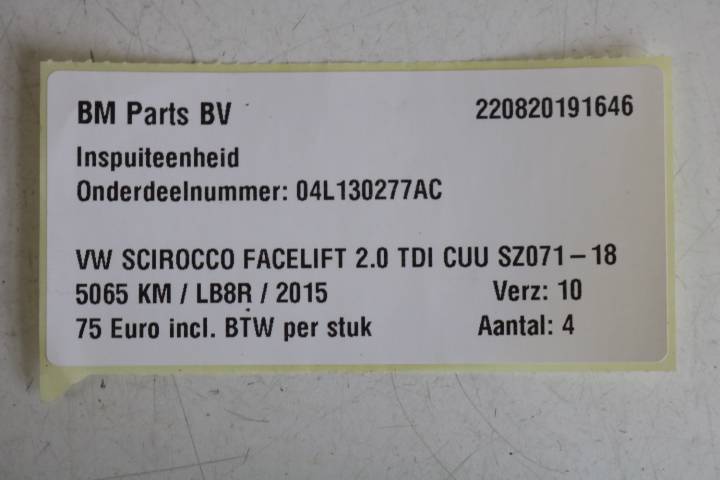 BM Parts BV 220820191646
Inspuiteenheid
Onderdeelnummer: 04L130277AC
VW SCIROCCO FACELIFT 2.0 TDI CUU SZ071-18
5065 KM / LB8R / 2015 Verz: 10
75 Euro incl. BTW per stuk Aantal: 4